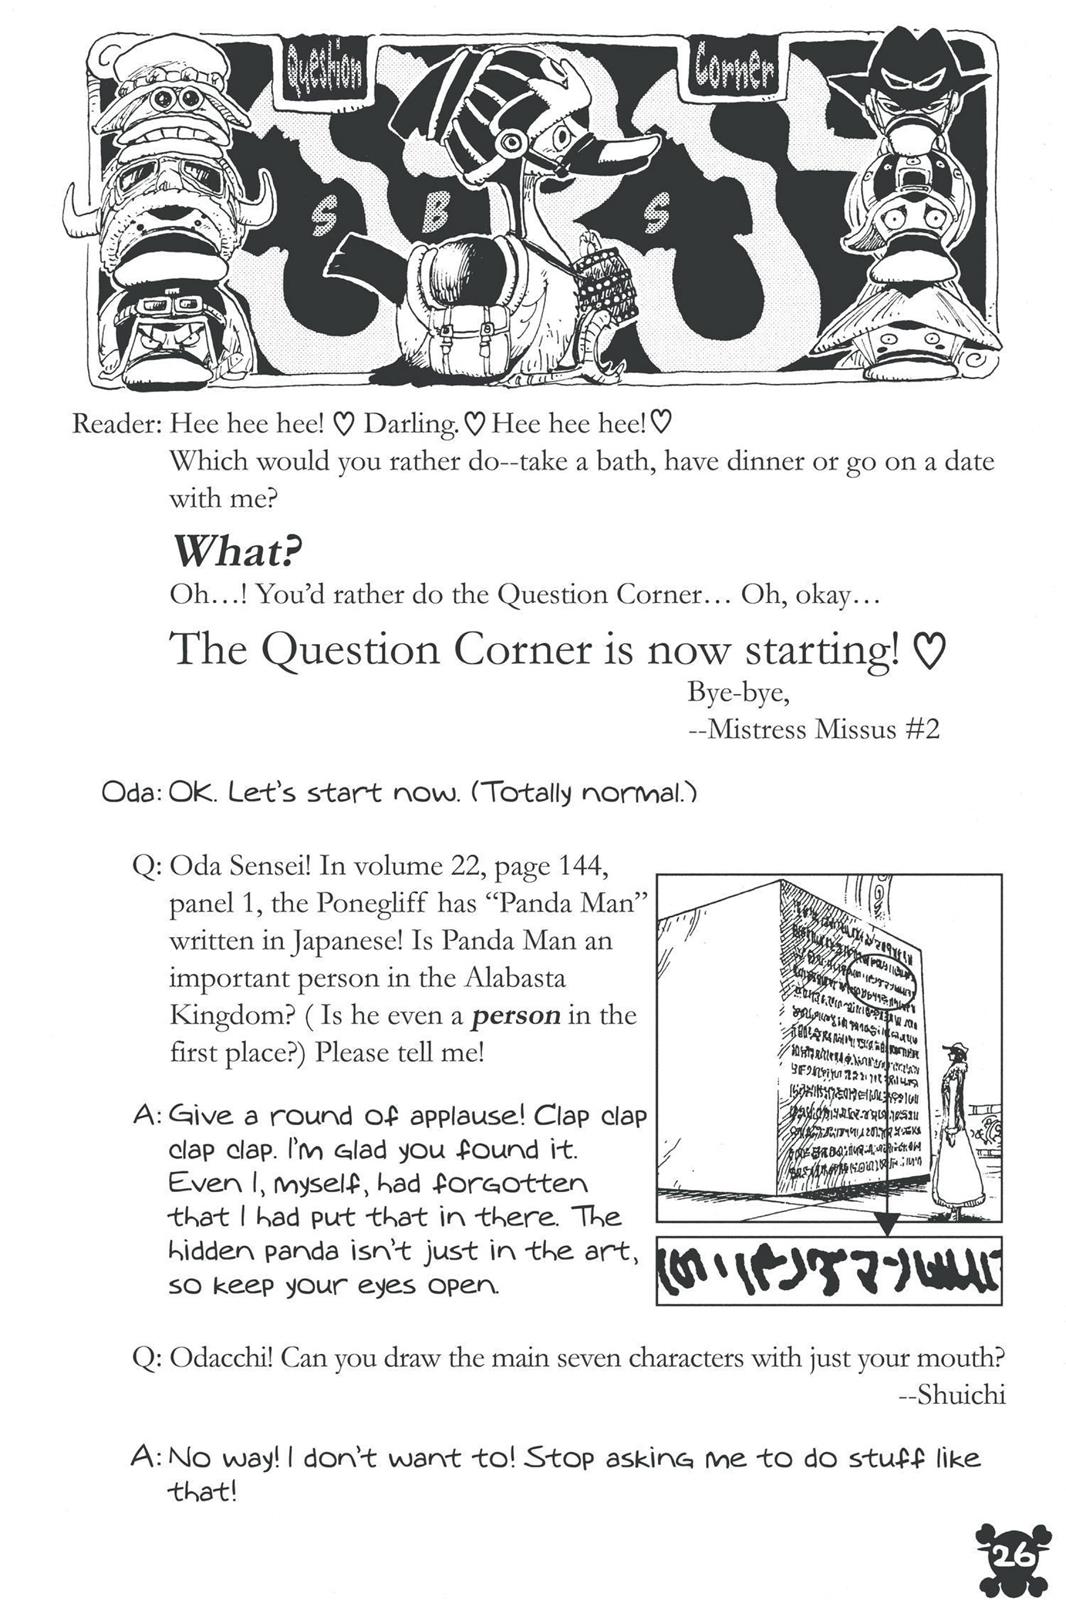 Question
Corner
S B S
Reader: Hee hee hee! ♡ Darling. ♡ Hee hee hee! ♡
Which would you rather do--take a bath, have dinner or go on a date
with me?
What?
Oh…! You’d rather do the Question Corner… Oh, okay…
The Question Corner is now starting! ♡
Bye-bye,
--Mistress Missus #2
Oda: OK. Let's start now. (Totally normal.)
Q: Oda Sensei! In volume 22, page 144,
panel 1, the Ponegliff has “Panda Man”
written in Japanese! Is Panda Man an
important person in the Alabasta
Kingdom? ( Is he even a person in the
first place?) Please tell me!
A: Give a round of applause! Clap clap
clap clap. I'm glad you found it.
Even I, myself, had forgotten
that I had put that in there. The
hidden panda isn't just in the art,
so keep your eyes open.
パンダマン
Q: Odacchi! Can you draw the main seven characters with just your mouth?
--Shuichi
A: No way! I don't want to! Stop asking me to do stuff like
that!
26